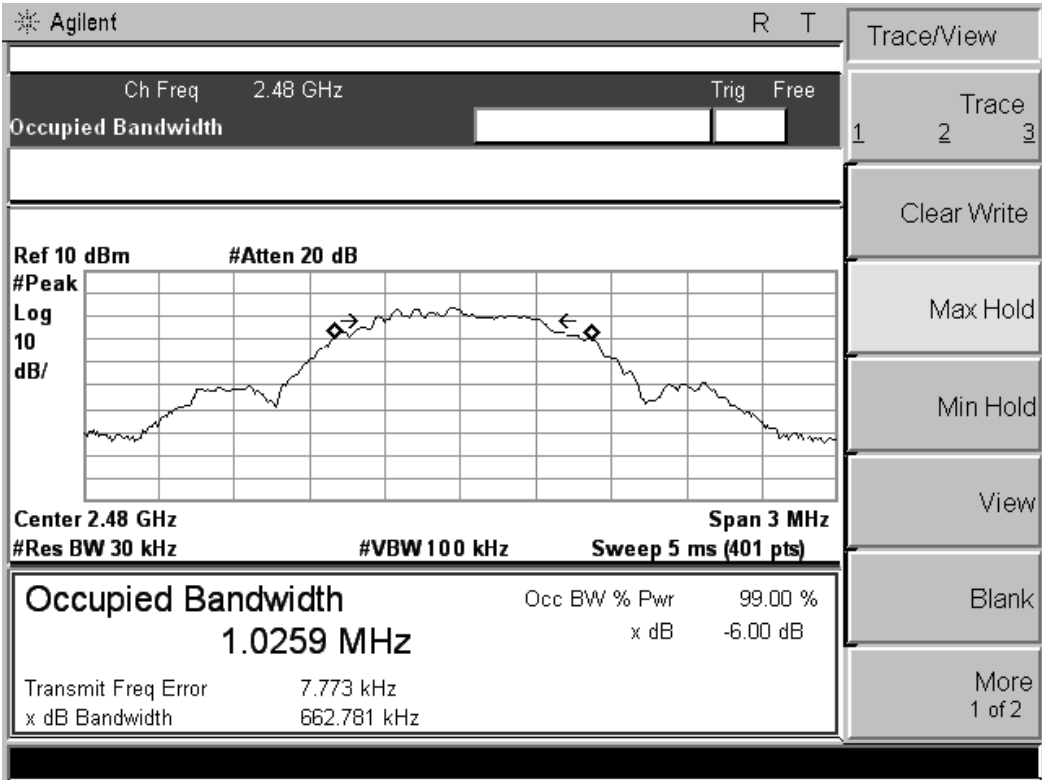 Agilent R T
Trace/View
Ch Freq 2.48 GHz Trig Free
Occupied Bandwidth
Trace
1 2 3
Clear Write
Ref 10 dBm #Atten 20 dB
#Peak
Log
10
dB/
Max Hold
Min Hold
View
Center 2.48 GHz Span 3 MHz
#Res BW 30 kHz #VBW 100 kHz Sweep 5 ms (401 pts)
Occupied Bandwidth Occ BW % Pwr 99.00 %
1.0259 MHz x dB -6.00 dB
Blank
Transmit Freq Error 7.773 kHz
x dB Bandwidth 662.781 kHz
More
1 of 2